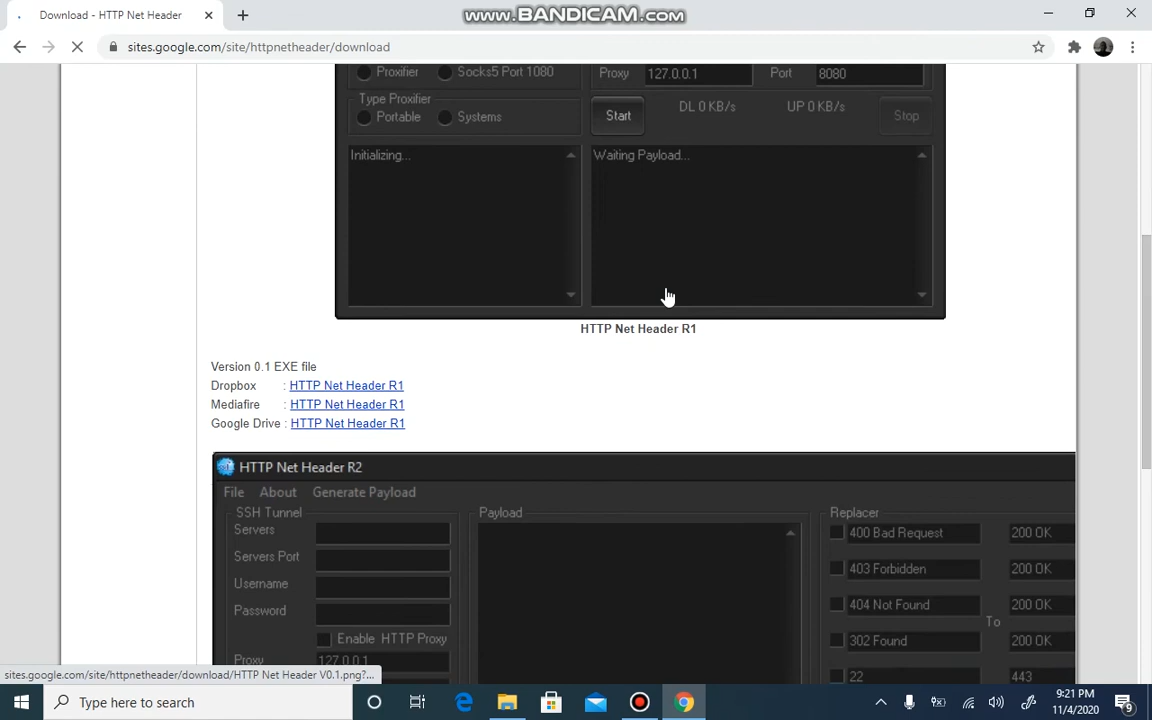 Download - HTTP Net Header
www.BANDICAM.com
sites.google.com/site/httpnetheader/download
Proxifier Socks5 Port 1080
Proxy 127.0.0.1 Port 8080
Type Proxifier
Portable Systems
Start DL 0 KB/s UP 0 KB/s Stop
Initializing... Waiting Payload...
HTTP Net Header R1
Version 0.1 EXE file
Dropbox : HTTP Net Header R1
Mediafire : HTTP Net Header R1
Google Drive : HTTP Net Header R1
HTTP Net Header R2
File About Generate Payload
SSH Tunnel Payload Replacer
Servers 400 Bad Request 200 OK
Servers Port 403 Forbidden 200 OK
Username
Password 404 Not Found 200 OK
To
Enable HTTP Proxy 302 Found 200 OK
Proxy 127.0.0.1
22 443
sites.google.com/site/httpnetheader/download/HTTP Net Header V0.1.png?...
Type here to search
9:21 PM
11/4/2020
9